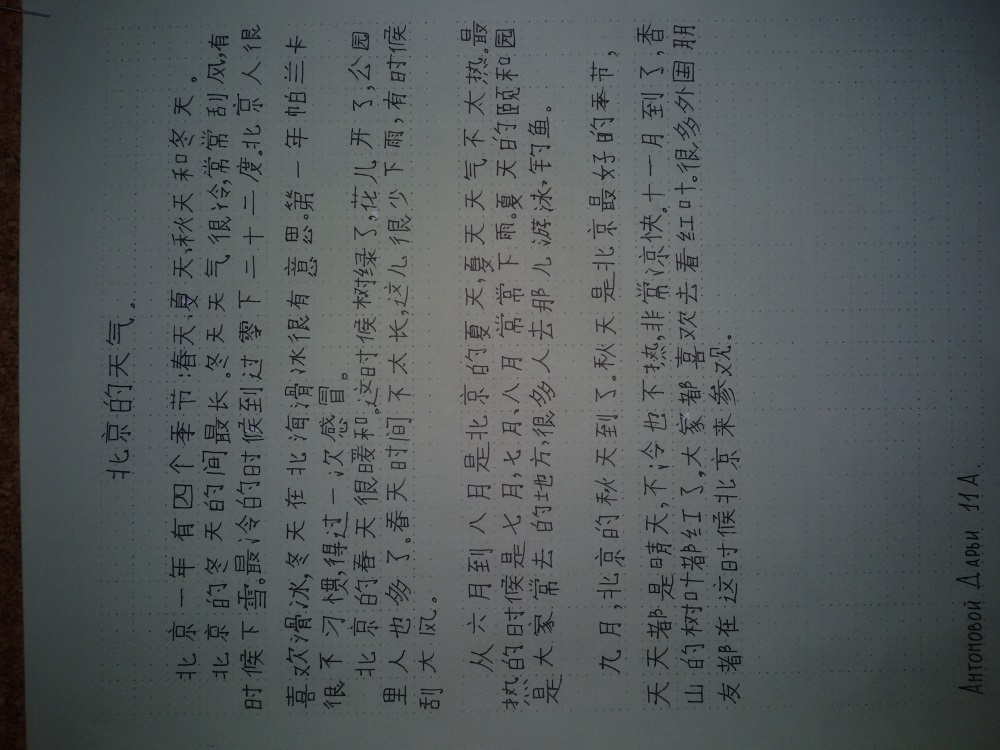 北京的天气。
北京一年有四个季节:春天,夏天,秋天和冬天。
北京的冬天的间最长。冬天天气很冷,常常刮风,有
时候下雪。最冷的时候到过零下二十二度。北京人很
喜欢滑冰,冬天在北海滑冰很有意思。第一年帕兰卡
很不习惯,得过一次感冒。
北京的春天很暖和。这时候树绿了,花儿开了,公园
里人也多了。春天时间不太长,这儿很少下雨,有时候
刮大风。
从六月到八月是北京的夏天,夏天天气不太热。最
热的时候是七月,七月、八月常常下雨。夏天的颐和园
是大家常去的地方,很多人去那儿游泳,钓鱼。
九月,北京的秋天到了。秋天是北京最好的季节,
天天都是晴天,不冷也不热,非常凉快。十一月到了,香
山的树叶都红了,大家都喜欢去看红叶。很多外国朋
友都在这时候北京来参观。
Антоновой Дарьи 11А